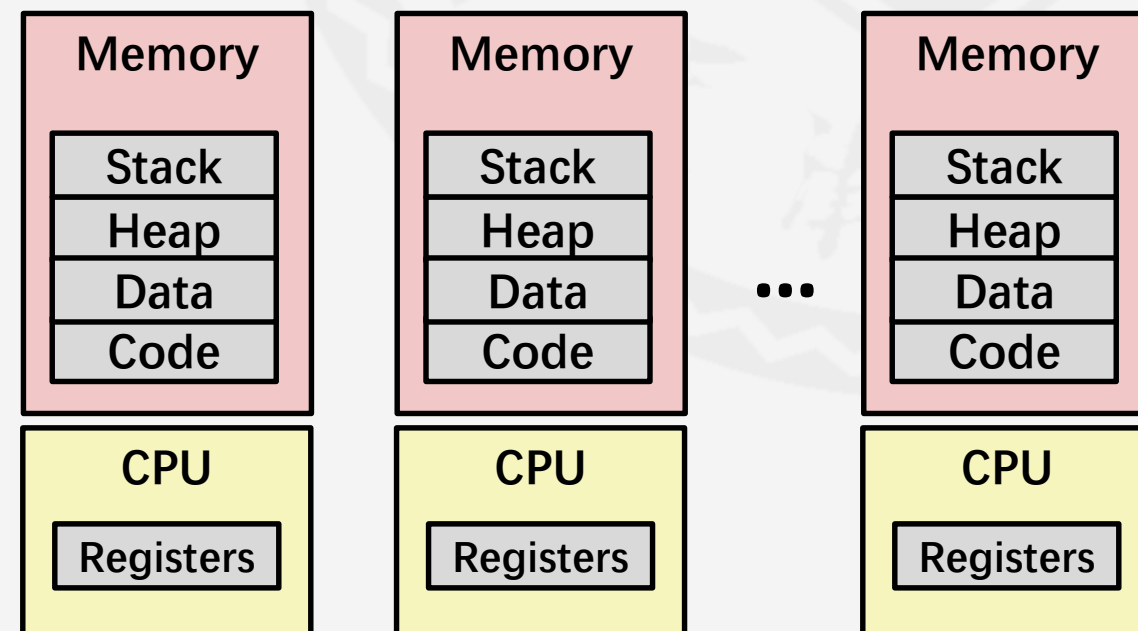 Memory
Stack
Heap
Data
Code
CPU
Registers
Memory
Stack
Heap
Data
Code
CPU
Registers
...
Memory
Stack
Heap
Data
Code
CPU
Registers